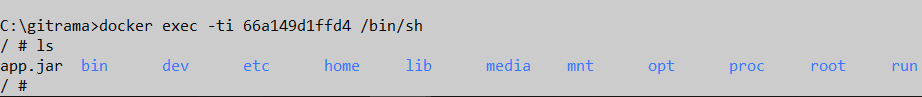 C:\gitrama>docker exec -ti 66a149d1ffd4 /bin/sh
/ # ls
app.jar  bin      dev      etc      home     lib      media    mnt      opt      proc     root     run
/ #